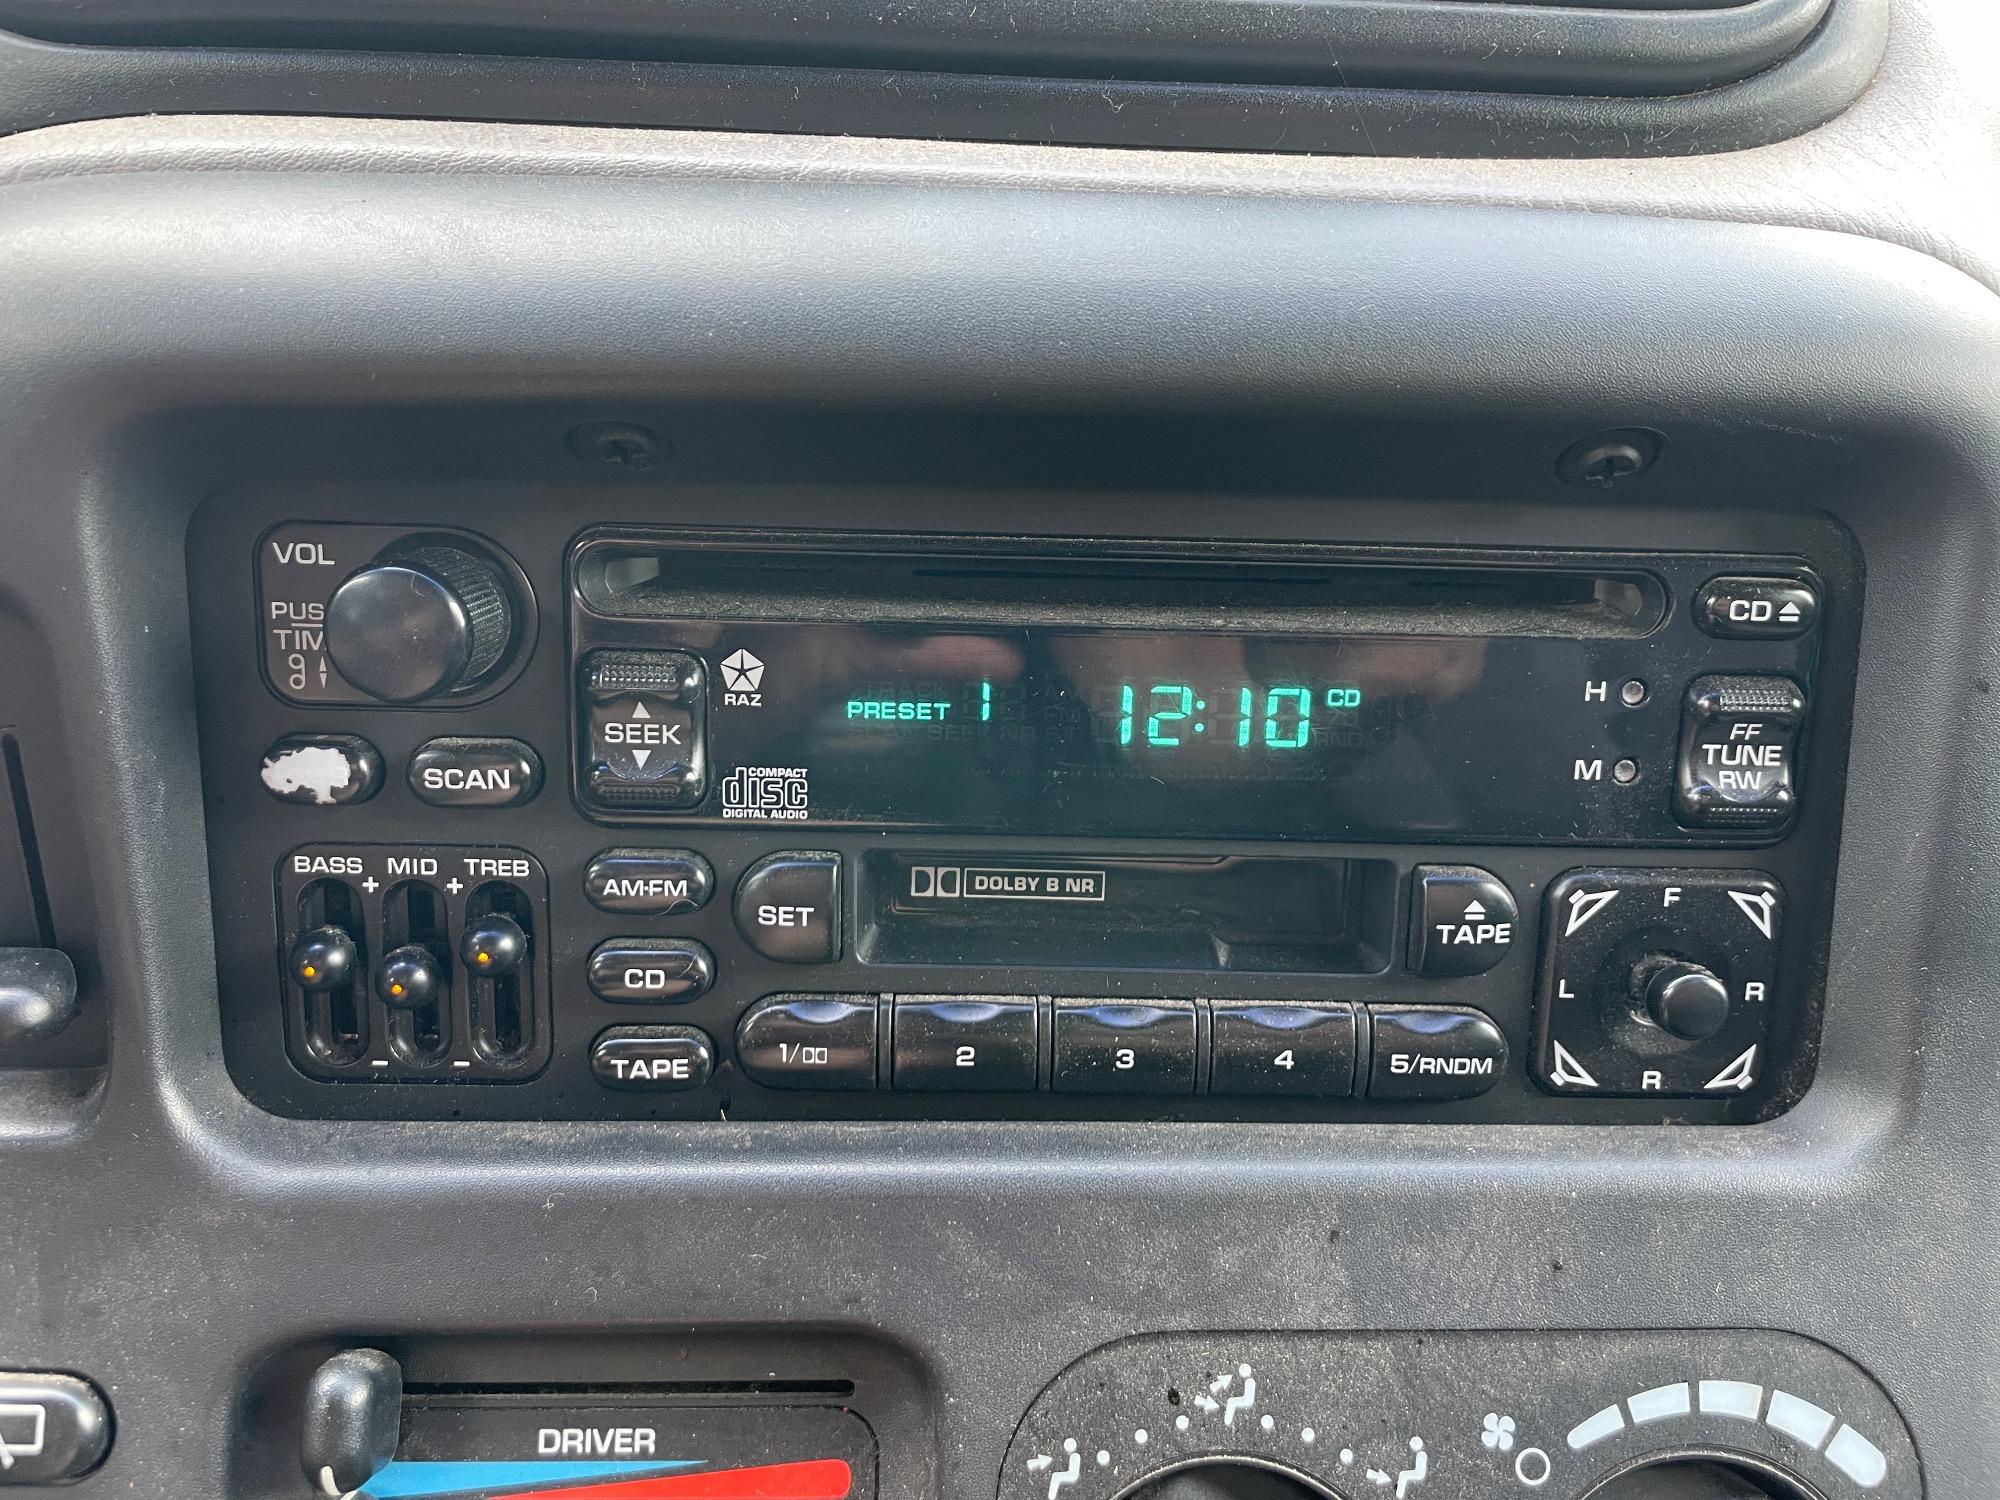 VOL
PUS
TIM
CD
RAZ
SEEK
PRESET 1 12:10 CD
H
FF
TUNE
RW
M
SCAN
COMPACT
disc
DIGITAL AUDIO
BASS MID TREB
+ +
- -
AM·FM
SET
DOLBY B NR
TAPE
CD
TAPE
1/
2
3
4
5/RNDM
F
L R
R
DRIVER